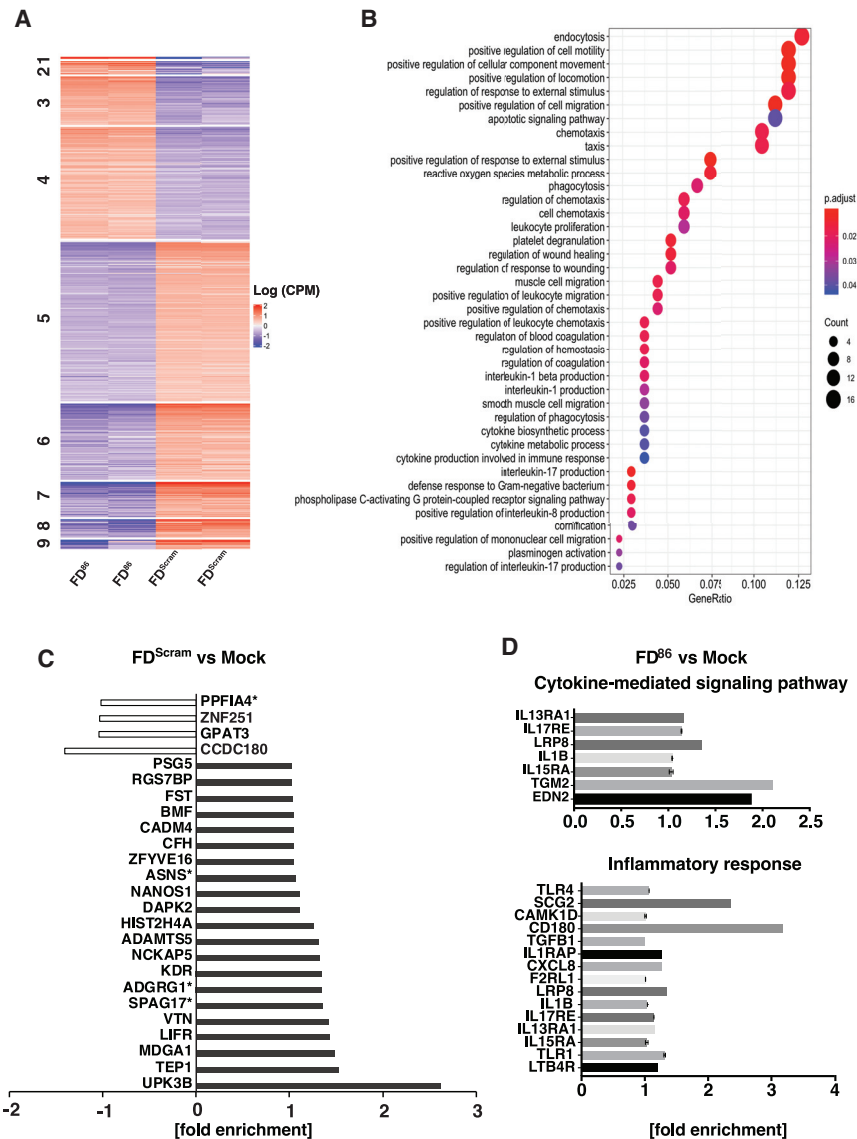 A
1
2
3
4
5
6
7
8
9
Log (CPM)
2
1
0
-1
-2
FD86
FD86
FDScram
FDScram
B
endocytosis
positive regulation of cell motility
positive regulation of cellular component movement
positive regulation of locomotion
regulation of response to external stimulus
positive regulation of cell migration
apoptotic signaling pathway
chemotaxis
taxis
positive regulation of response to external stimulus
reactive oxygen species metabolic process
phagocytosis
regulation of chemotaxis
cell chemotaxis
leukocyte proliferation
platelet degranulation
regulation of wound healing
regulation of response to wounding
muscle cell migration
positive regulation of leukocyte migration
positive regulation of chemotaxis
positive regulation of leukocyte chemotaxis
regulation of blood coagulation
regulation of hemostasis
regulation of coagulation
interleukin-1 beta production
interleukin-1 production
smooth muscle cell migration
regulation of phagocytosis
cytokine biosynthetic process
cytokine metabolic process
cytokine production involved in immune response
interleukin-17 production
defense response to Gram-negative bacterium
phospholipase C-activating G protein-coupled receptor signaling pathway
positive regulation of interleukin-8 production
cornification
positive regulation of mononuclear cell migration
plasminogen activation
regulation of interleukin-17 production
0.025 0.050 0.075 0.100 0.125
GeneRatio
p.adjust
0.02
0.03
0.04
Count
4
8
12
16
C
FDScram vs Mock
PPFIA4*
ZNF251
GPAT3
CCDC180
PSG5
RGS7BP
FST
BMF
CADM4
CFH
ZFYVE16
ASNS*
NANOS1
DAPK2
HIST2H4A
ADAMTS5
NCKAP5
KDR
ADGRG1*
SPAG17*
VTN
LIFR
MDGA1
TEP1
UPK3B
-2 -1 0 1 2 3
[fold enrichment]
D
FD86 vs Mock
Cytokine-mediated signaling pathway
IL13RA1
IL17RE
LRP8
IL1B
IL15RA
TGM2
EDN2
0.0 0.5 1.0 1.5 2.0 2.5
Inflammatory response
TLR4
SCG2
CAMK1D
CD180
TGFB1
IL1RAP
CXCL8
F2RL1
LRP8
IL1B
IL17RE
IL13RA1
IL15RA
TLR1
LTB4R
0 1 2 3 4
[fold enrichment]